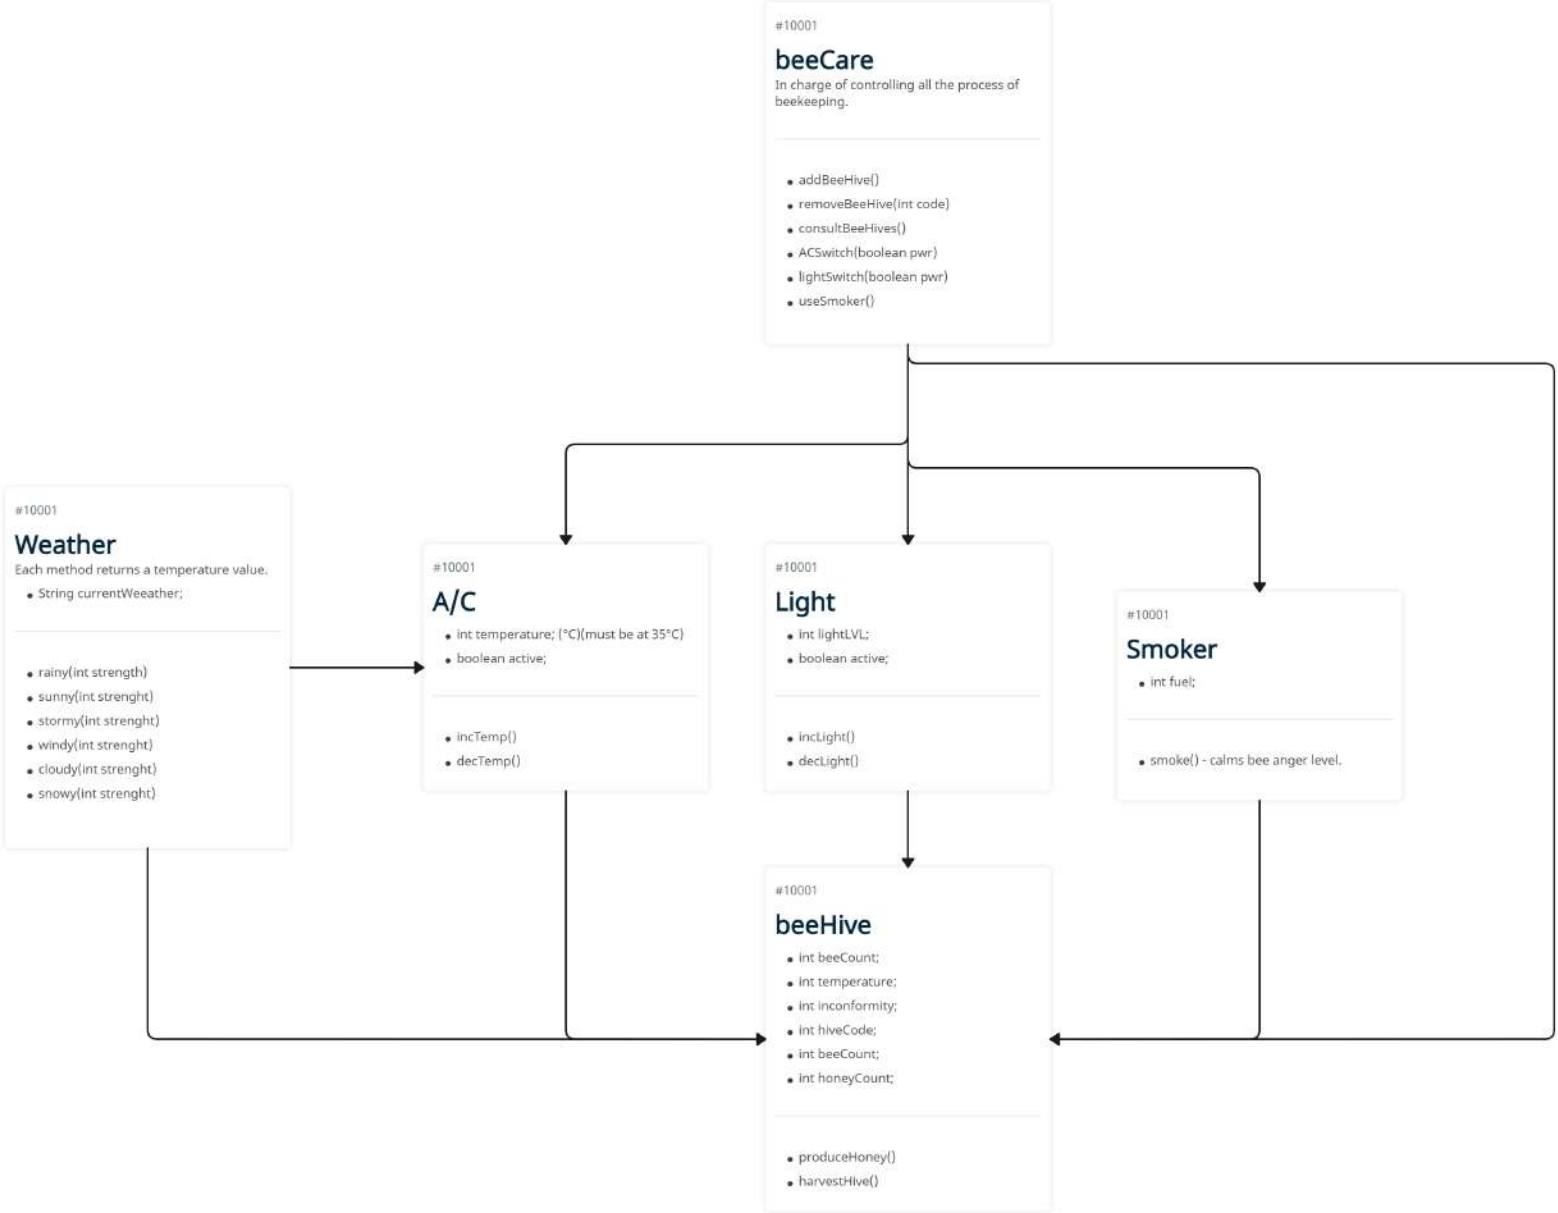 #10001
beeCare
In charge of controlling all the process of
beekeeping.
• addBeeHive()
• removeBeeHive(int code)
• consultBeeHives()
• ACSwitch(boolean pwr)
• lightSwitch(boolean pwr)
• useSmoker()
#10001
Weather
Each method returns a temperature value.
• String currentWeeather;
• rainy(int strength)
• sunny(int strenght)
• stormy(int strenght)
• windy(int strenght)
• cloudy(int strenght)
• snowy(int strenght)
#10001
A/C
• int temperature; (°C)(must be at 35°C)
• boolean active;
• incTemp()
• decTemp()
#10001
Light
• int lightLVL;
• boolean active;
• incLight()
• decLight()
#10001
Smoker
• int fuel;
• smoke() - calms bee anger level.
#10001
beeHive
• int beeCount;
• int temperature;
• int inconformity;
• int hiveCode;
• int beeCount;
• int honeyCount;
• produceHoney()
• harvestHive()